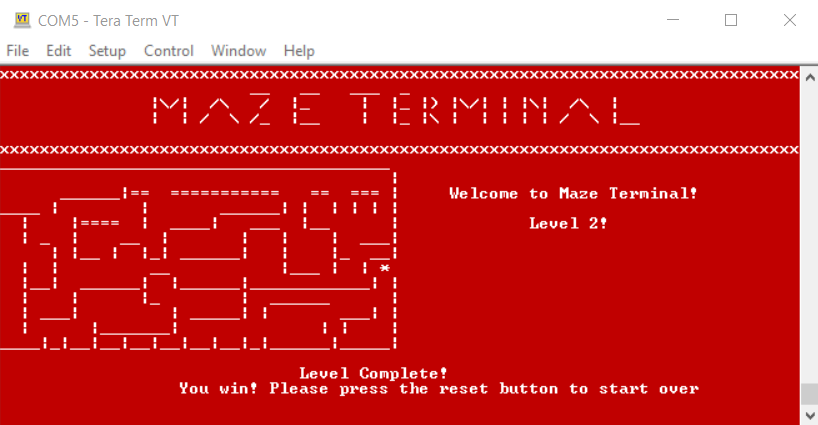 COM5 - Tera Term VT
File Edit Setup Control Window Help
MAZE TERMINAL
Welcome to Maze Terminal!
Level 2!
Level Complete!
You win! Please press the reset button to start over